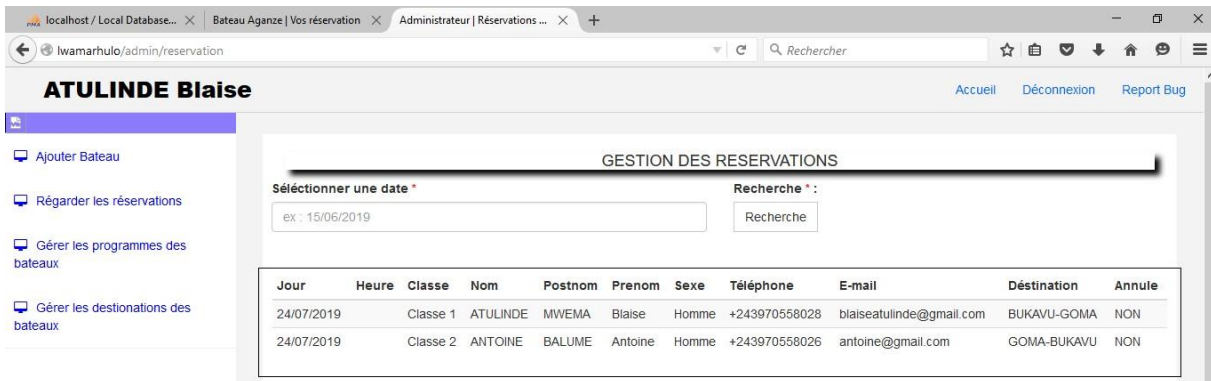 localhost / Local Database...
Bateau Aganze | Vos réservation
Administrateur | Réservations ...
lwamarhulo/admin/reservation
Rechercher
ATULINDE Blaise
Accueil Déconnexion Report Bug
Ajouter Bateau
Régarder les réservations
Gérer les programmes des
bateaux
Gérer les destionations des
bateaux
GESTION DES RESERVATIONS
Séléctionner une date *
Recherche * :
ex : 15/06/2019
Recherche
Jour Heure Classe Nom Postnom Prenom Sexe Téléphone E-mail Déstination Annule
24/07/2019 Classe 1 ATULINDE MWEMA Blaise Homme +243970558028 blaiseatulinde@gmail.com BUKAVU-GOMA NON
24/07/2019 Classe 2 ANTOINE BALUME Antoine Homme +243970558026 antoine@gmail.com GOMA-BUKAVU NON